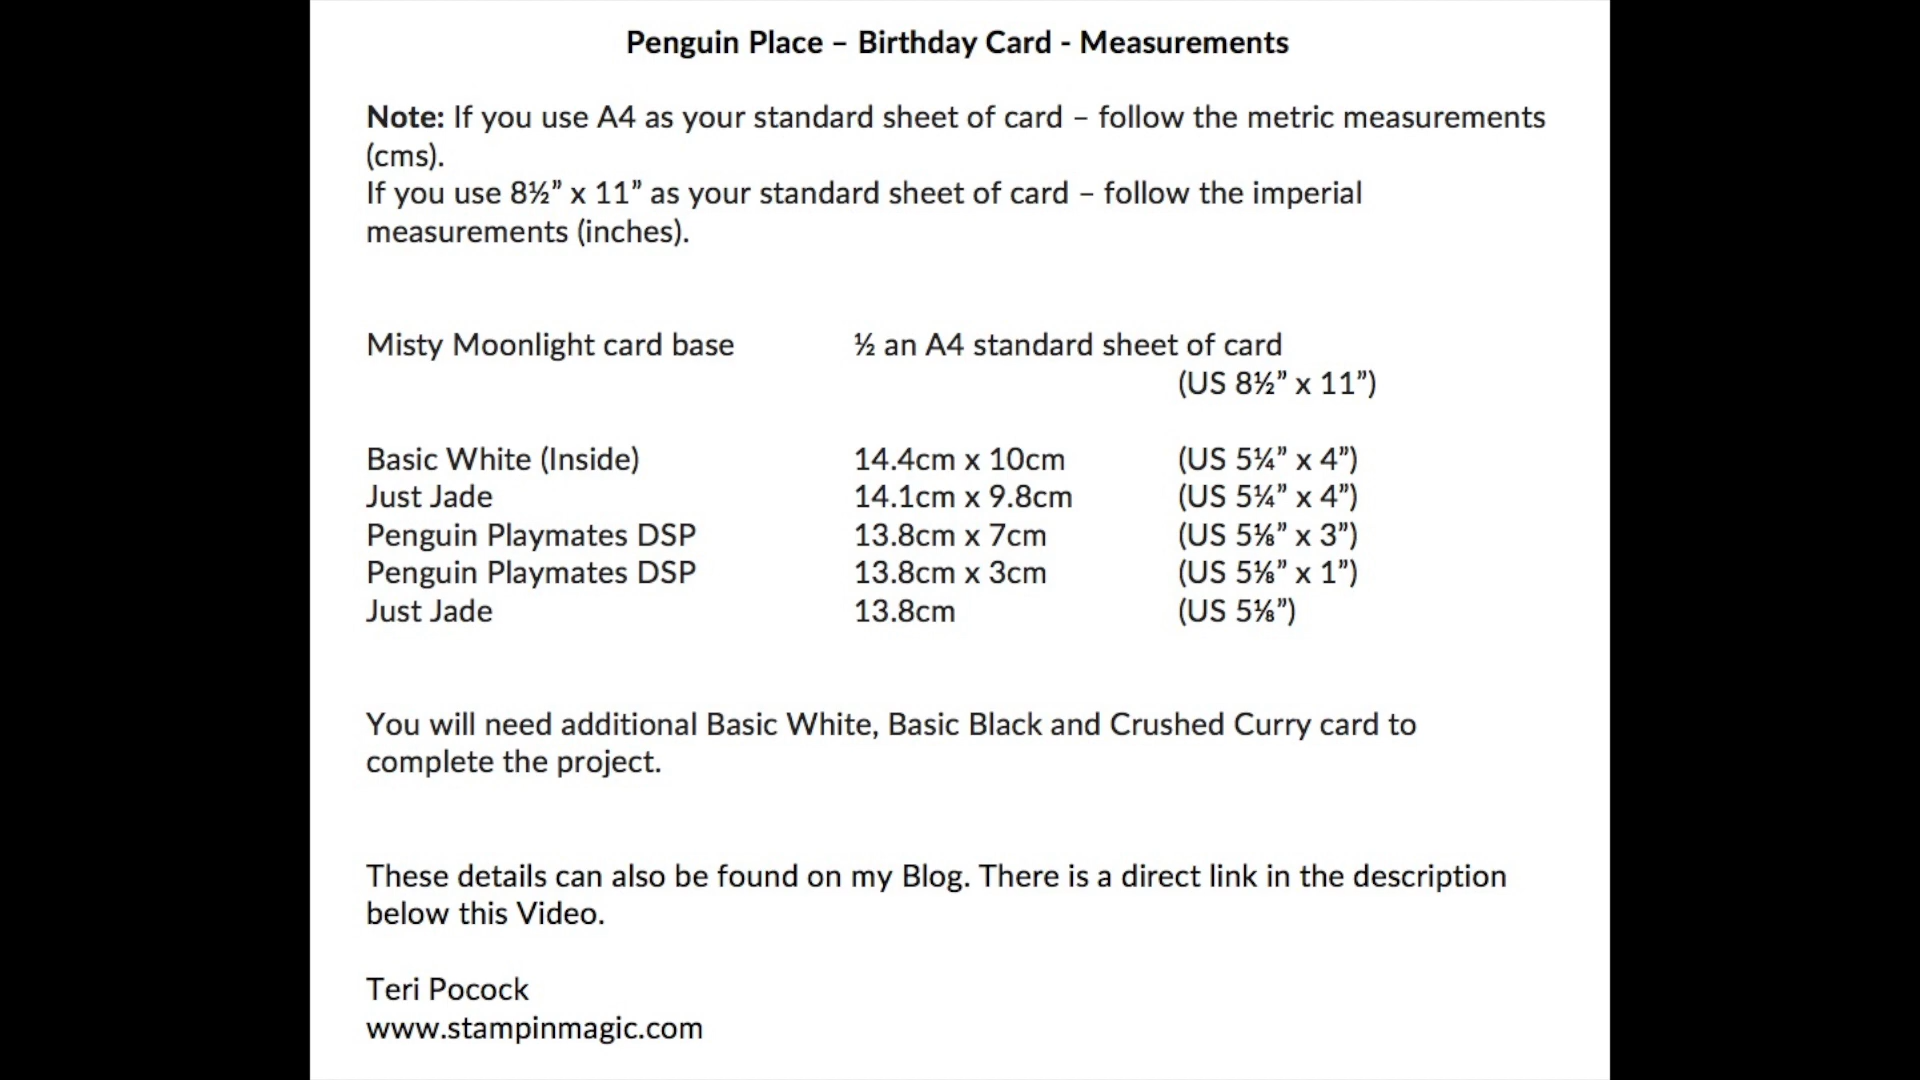 Penguin Place – Birthday Card - Measurements
Note: If you use A4 as your standard sheet of card – follow the metric measurements
(cms).
If you use 8½” x 11” as your standard sheet of card – follow the imperial
measurements (inches).
Misty Moonlight card base ½ an A4 standard sheet of card
(US 8½” x 11”)
Basic White (Inside) 14.4cm x 10cm (US 5¼” x 4”)
Just Jade 14.1cm x 9.8cm (US 5¼” x 4”)
Penguin Playmates DSP 13.8cm x 7cm (US 5⅛” x 3”)
Penguin Playmates DSP 13.8cm x 3cm (US 5⅛” x 1”)
Just Jade 13.8cm (US 5⅛”)
You will need additional Basic White, Basic Black and Crushed Curry card to
complete the project.
These details can also be found on my Blog. There is a direct link in the description
below this Video.
Teri Pocock
www.stampinmagic.com